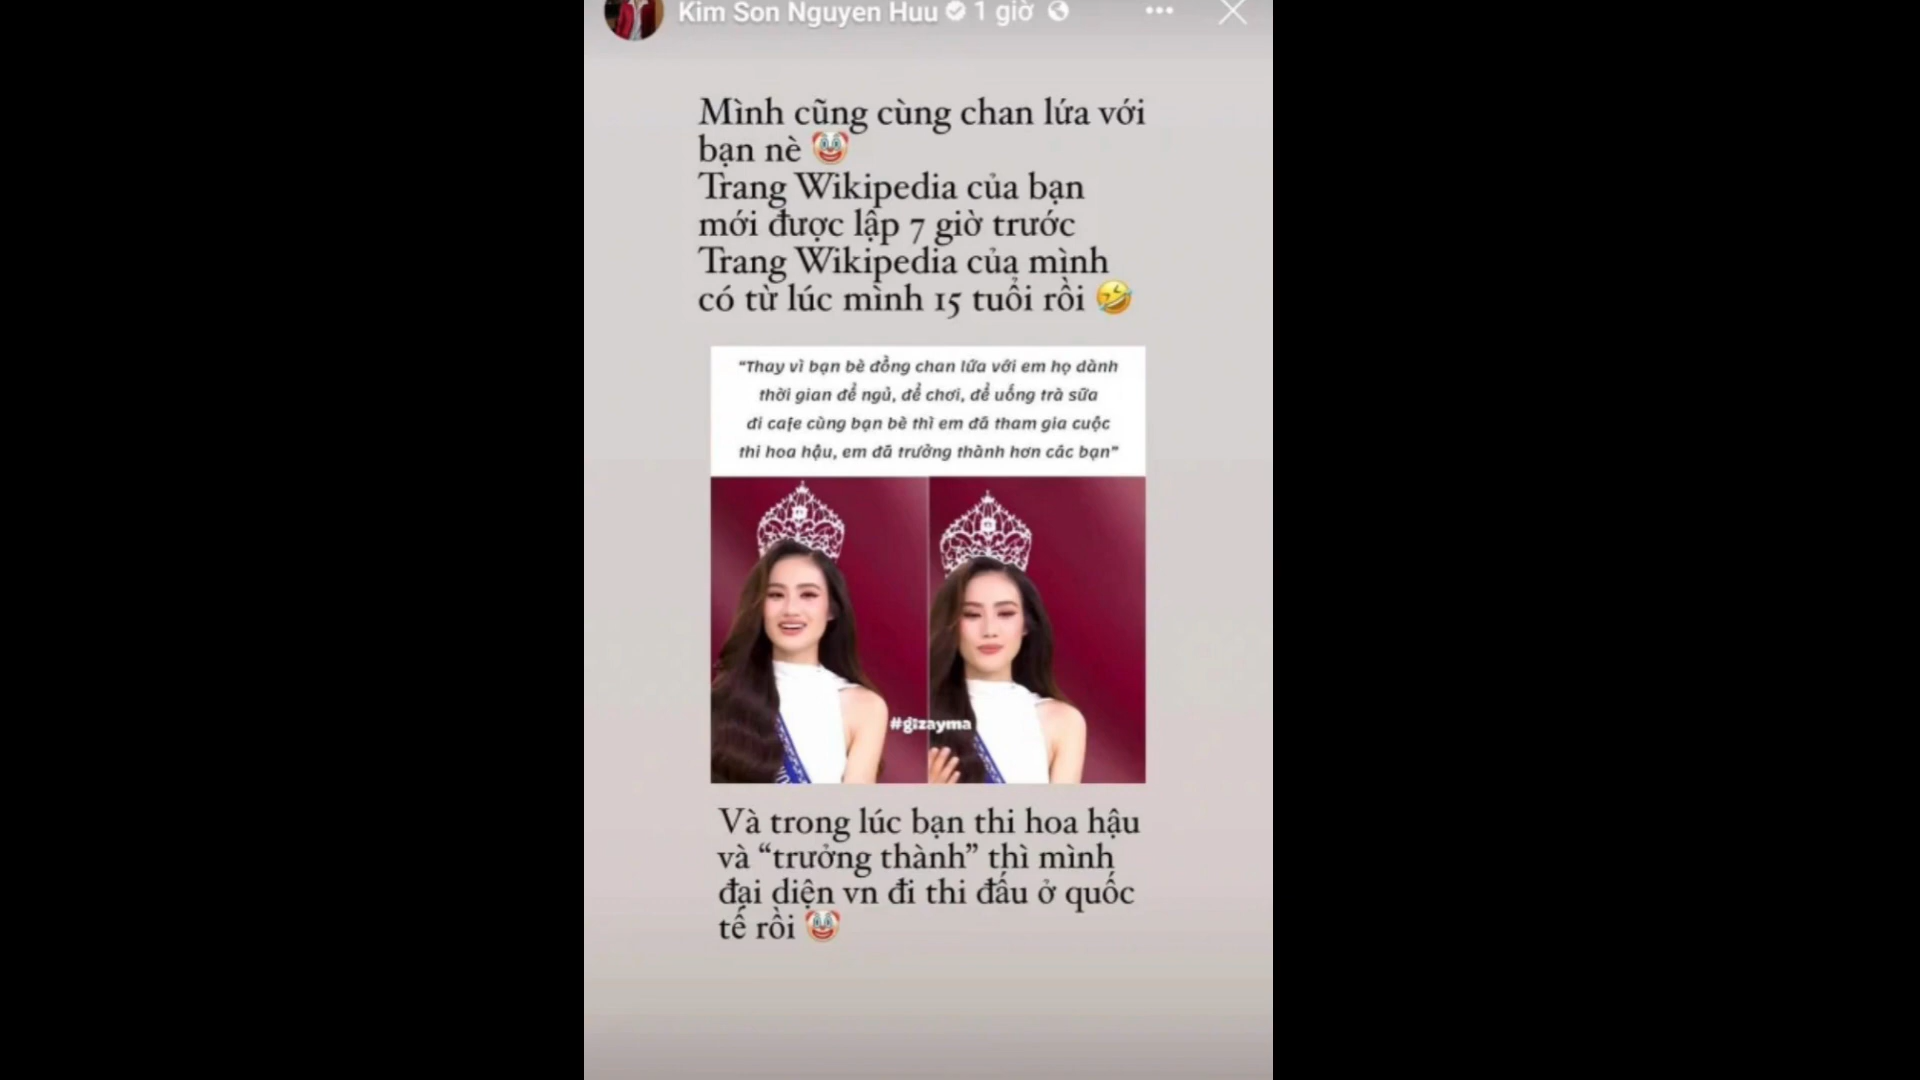 Kim Son Nguyen Huu 1 giờ
Mình cũng cùng chan lứa với
bạn nè 🤡
Trang Wikipedia của bạn
mới được lập 7 giờ trước
Trang Wikipedia của mình
có từ lúc mình 15 tuổi rồi 🤣
“Thay vì bạn bè đồng chan lứa với em họ dành
thời gian để ngủ, để chơi, để uống trà sữa
đi cafe cùng bạn bè thì em đã tham gia cuộc
thi hoa hậu, em đã trưởng thành hơn các bạn”
#gizayma
Và trong lúc bạn thi hoa hậu
và “trưởng thành” thì mình
đại diện vn đi thi đấu ở quốc
tế rồi 🤡